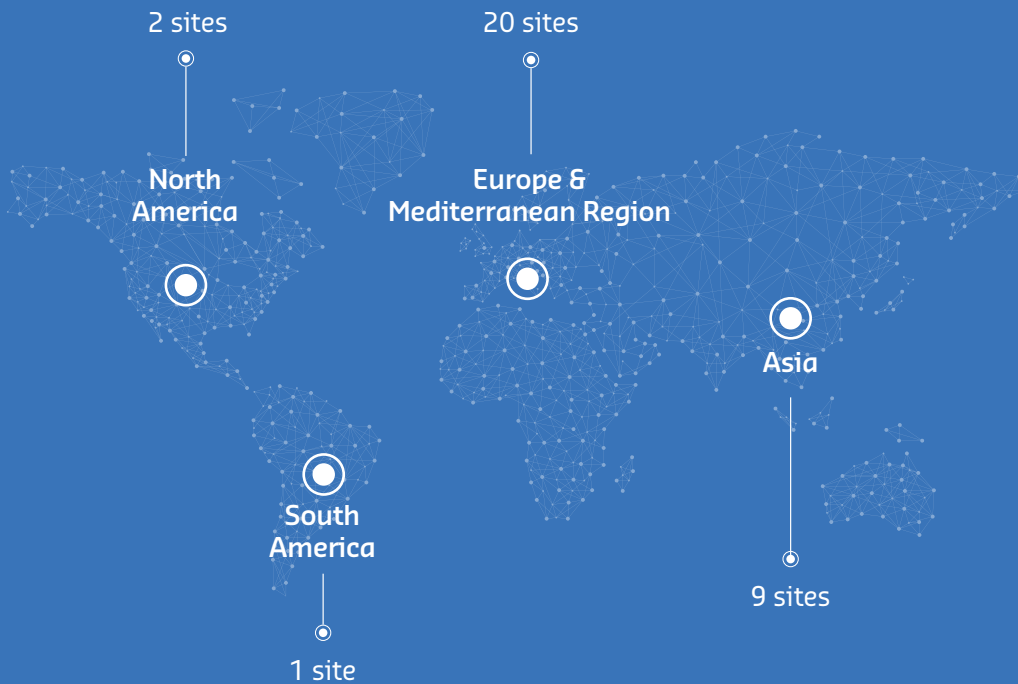 2 sites
North
America
20 sites
Europe &
Mediterranean Region
Asia
9 sites
South
America
1 site